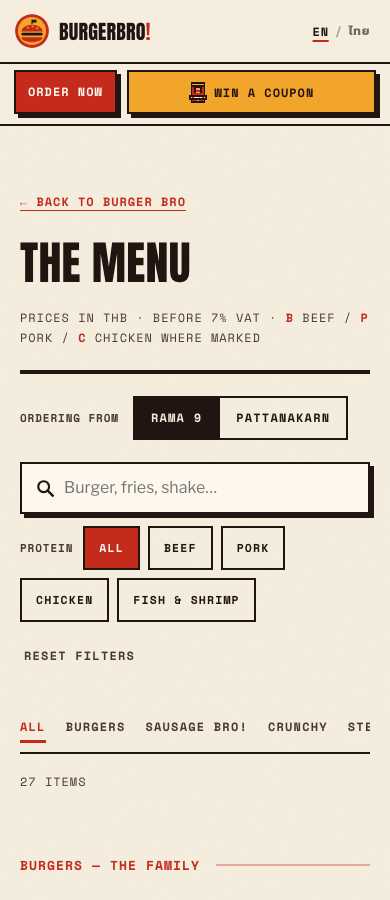 BURGERBRO!
EN / ไทย
ORDER NOW
WIN A COUPON
← BACK TO BURGER BRO
THE MENU
PRICES IN THB · BEFORE 7% VAT · B BEEF / P
PORK / C CHICKEN WHERE MARKED
ORDERING FROM RAMA 9 PATTANAKARN
Burger, fries, shake…
PROTEIN ALL BEEF PORK
CHICKEN FISH & SHRIMP
RESET FILTERS
ALL BURGERS SAUSAGE BRO! CRUNCHY STE
27 ITEMS
BURGERS — THE FAMILY